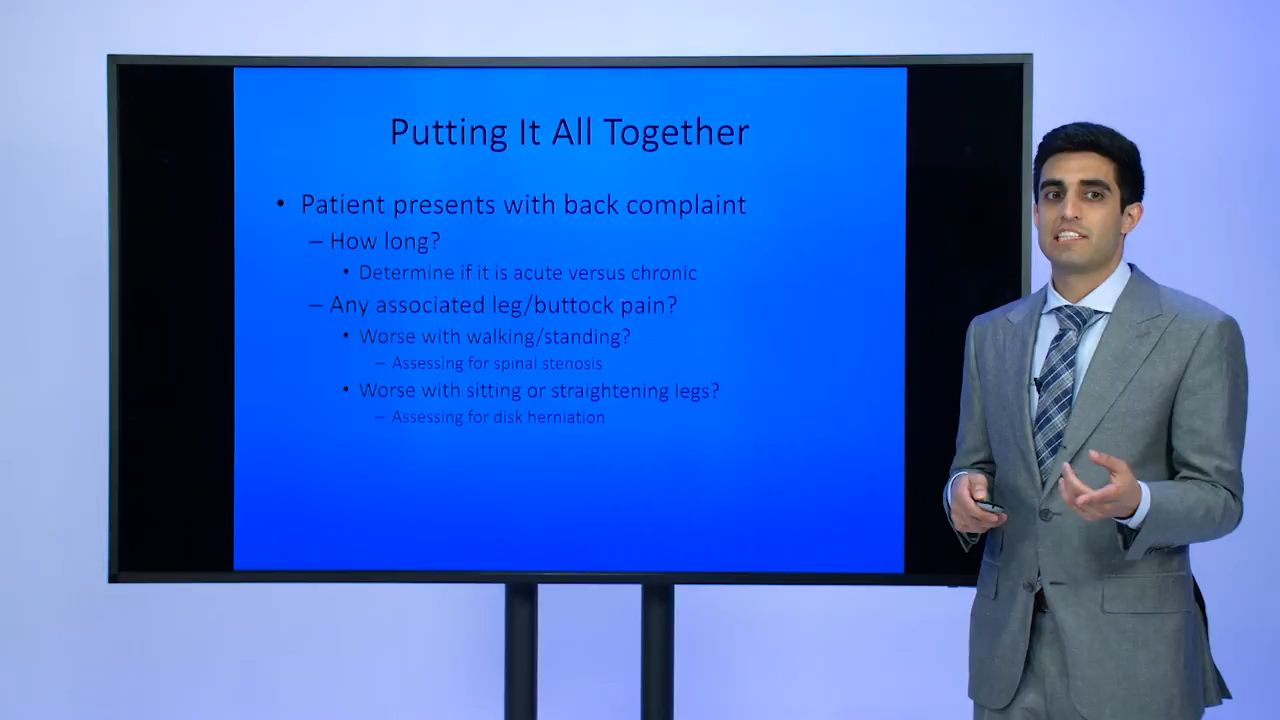 Putting It All Together
• Patient presents with back complaint
– How long?
• Determine if it is acute versus chronic
– Any associated leg/buttock pain?
• Worse with walking/standing?
– Assessing for spinal stenosis
• Worse with sitting or straightening legs?
– Assessing for disk herniation